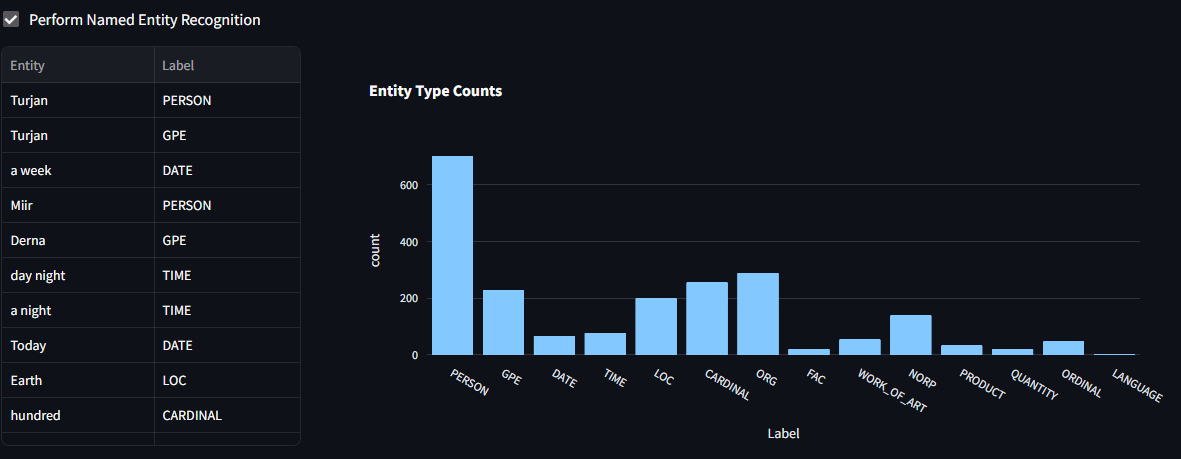 Perform Named Entity Recognition
Entity Label
Turjan PERSON
Turjan GPE
a week DATE
Miir PERSON
Derna GPE
day night TIME
a night TIME
Today DATE
Earth LOC
hundred CARDINAL
Entity Type Counts
600
400
200
0
count
PERSON GPE DATE TIME LOC CARDINAL ORG FAC WORK_OF_ART NORP PRODUCT QUANTITY ORDINAL LANGUAGE
Label